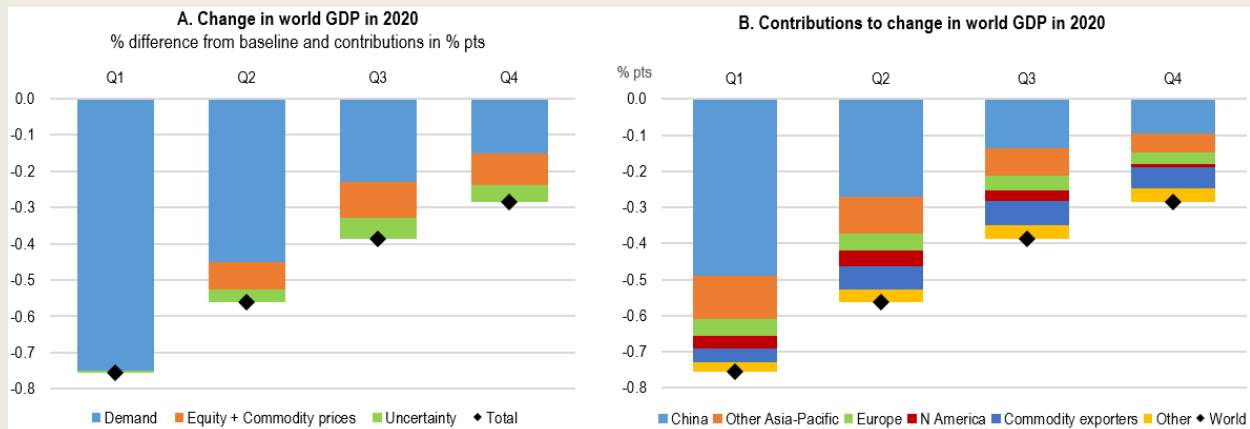 A. Change in world GDP in 2020
% difference from baseline and contributions in % pts
Q1 Q2 Q3 Q4
0.0
-0.1
-0.2
-0.3
-0.4
-0.5
-0.6
-0.7
-0.8
Demand Equity + Commodity prices Uncertainty Total
B. Contributions to change in world GDP in 2020
% pts
Q1 Q2 Q3 Q4
0.0
-0.1
-0.2
-0.3
-0.4
-0.5
-0.6
-0.7
-0.8
China Other Asia-Pacific Europe N America Commodity exporters Other World